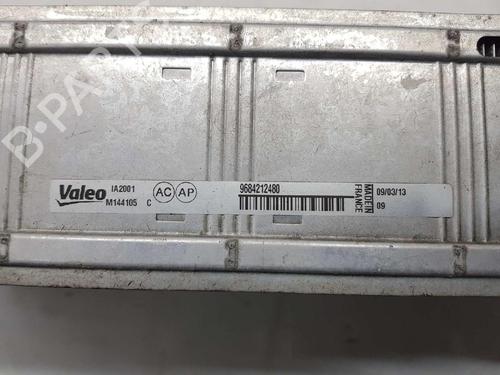 B-PARTS
Valeo IA2001 AC AP 9684212480 MADE IN FRANCE 09/03/13
M144105 C 09